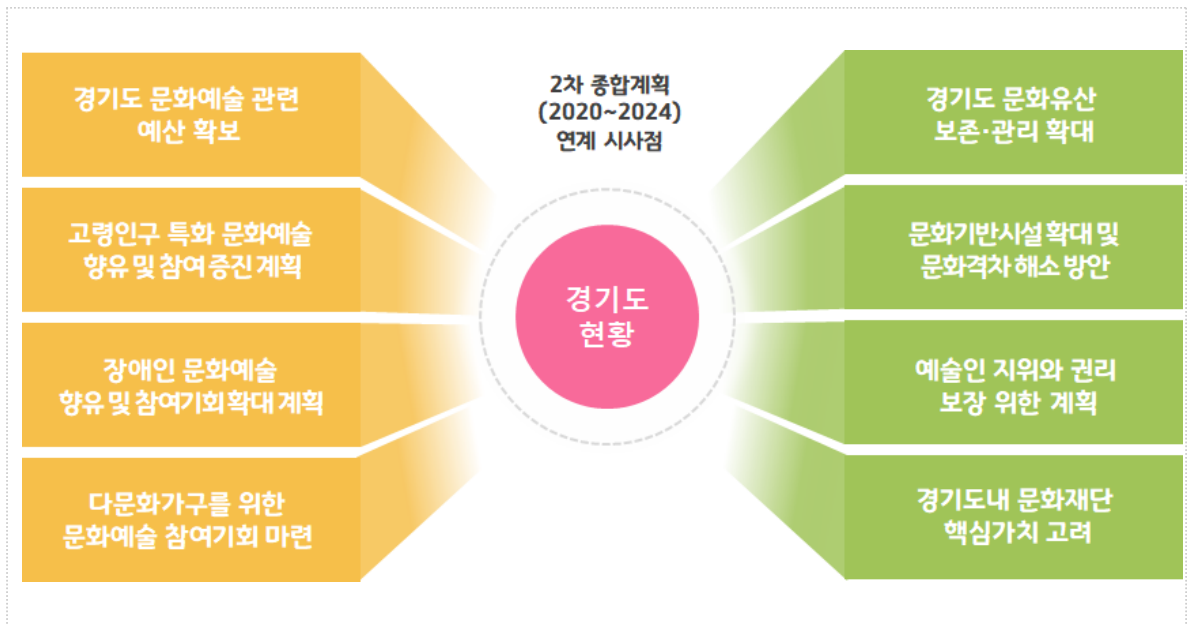 2차 종합계획
(2020~2024)
연계 시사점
경기도 문화예술 관련
예산 확보
고령인구 특화 문화예술
향유 및 참여 증진 계획
장애인 문화예술
향유 및 참여기회 확대 계획
다문화가구를 위한
문화예술 참여기회 마련
경기도
현황
경기도 문화유산
보존·관리 확대
문화기반시설 확대 및
문화격차 해소 방안
예술인 지위와 권리
보장 위한 계획
경기도내 문화재단
핵심가치 고려